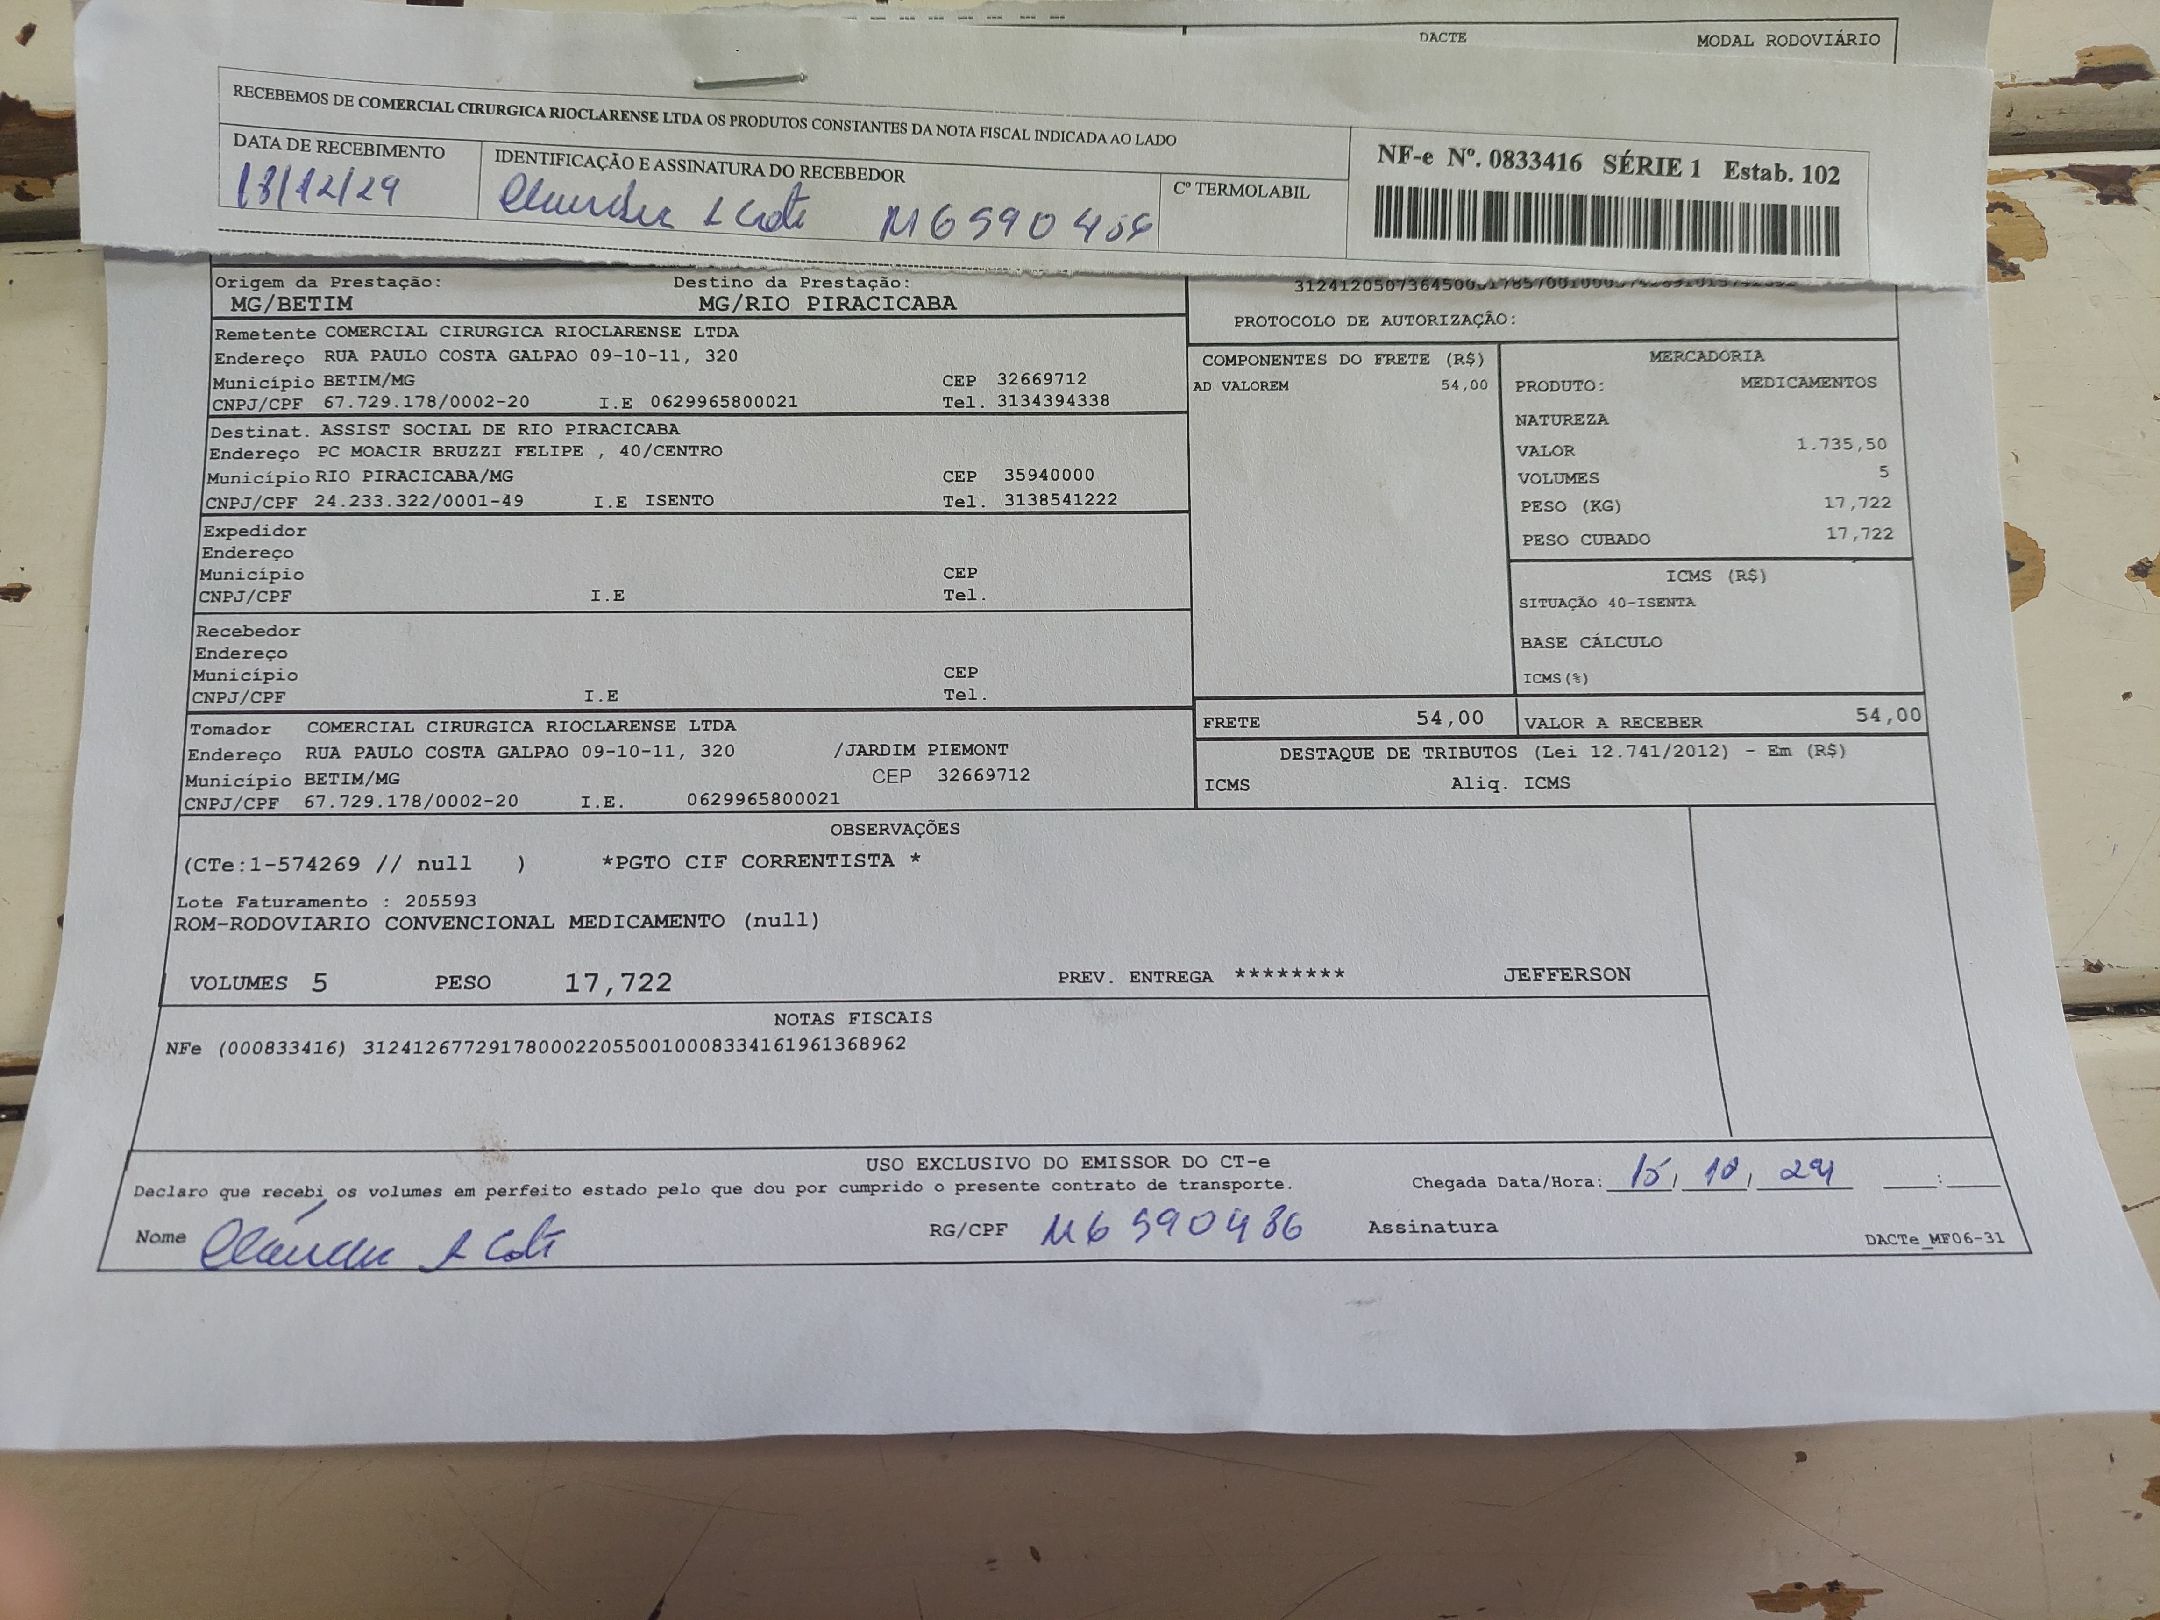 DACTE MODAL RODOVIÁRIO
RECEBEMOS DE COMERCIAL CIRURGICA RIOCLARENSE LTDA OS PRODUTOS CONSTANTES DA NOTA FISCAL INDICADA AO LADO
DATA DE RECEBIMENTO
IDENTIFICAÇÃO E ASSINATURA DO RECEBEDOR
Cº TERMOLABIL
NF-e Nº. 0833416 SÉRIE 1 Estab. 102
Origem da Prestação: Destino da Prestação:
MG/BETIM MG/RIO PIRACICABA
PROTOCOLO DE AUTORIZAÇÃO:
Remetente COMERCIAL CIRURGICA RIOCLARENSE LTDA
Endereço RUA PAULO COSTA GALPAO 09-10-11, 320
Município BETIM/MG CEP 32669712
CNPJ/CPF 67.729.178/0002-20 I.E 0629965800021 Tel. 3134394338
Destinat. ASSIST SOCIAL DE RIO PIRACICABA
Endereço PC MOACIR BRUZZI FELIPE , 40/CENTRO
Município RIO PIRACICABA/MG CEP 35940000
CNPJ/CPF 24.233.322/0001-49 I.E ISENTO Tel. 3138541222
Expedidor
Endereço
Município CEP
CNPJ/CPF I.E Tel.
Recebedor
Endereço
Município CEP
CNPJ/CPF I.E Tel.
Tomador COMERCIAL CIRURGICA RIOCLARENSE LTDA
Endereço RUA PAULO COSTA GALPAO 09-10-11, 320 /JARDIM PIEMONT
Município BETIM/MG CEP 32669712
CNPJ/CPF 67.729.178/0002-20 I.E. 0629965800021
COMPONENTES DO FRETE (R$)
AD VALOREM 54,00
MERCADORIA
PRODUTO: MEDICAMENTOS
NATUREZA
VALOR 1.735,50
VOLUMES 5
PESO (KG) 17,722
PESO CUBADO 17,722
ICMS (R$)
SITUAÇÃO 40-ISENTA
BASE CÁLCULO
ICMS(%)
FRETE 54,00 VALOR A RECEBER 54,00
DESTAQUE DE TRIBUTOS (Lei 12.741/2012) - Em (R$)
ICMS Aliq. ICMS
OBSERVAÇÕES
(CTe:1-574269 // null ) *PGTO CIF CORRENTISTA *
Lote Faturamento : 205593
ROM-RODOVIARIO CONVENCIONAL MEDICAMENTO (null)
VOLUMES 5 PESO 17,722 PREV. ENTREGA ******** JEFFERSON
NOTAS FISCAIS
NFe (000833416) 31241267729178000220550010008334161961368962
USO EXCLUSIVO DO EMISSOR DO CT-e
Declaro que recebi os volumes em perfeito estado pelo que dou por cumprido o presente contrato de transporte.
Chegada Data/Hora:
Nome
RG/CPF M6590486
Assinatura
DACTe_MF06-31